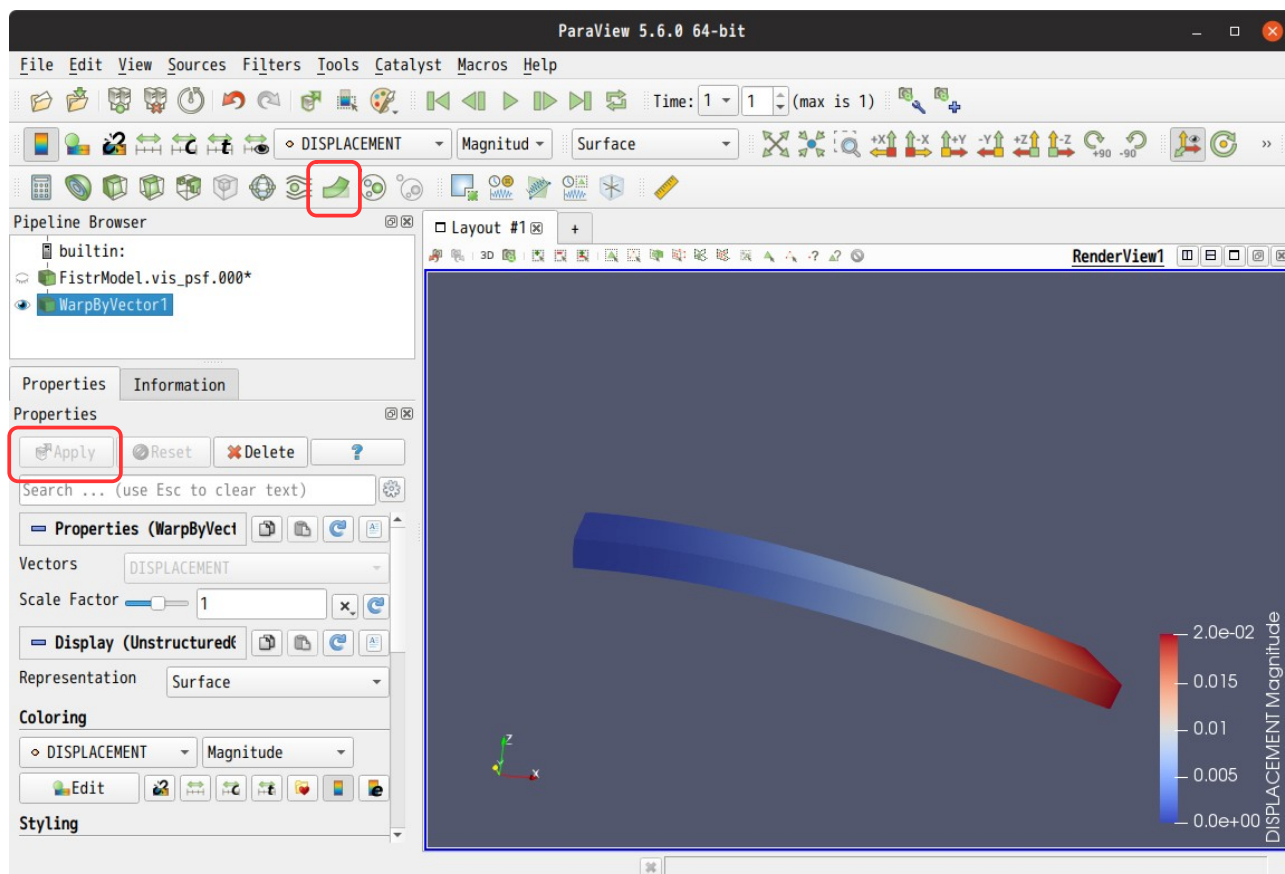 ParaView 5.6.0 64-bit
File Edit View Sources Filters Tools Catalyst Macros Help
Time: 1 1 (max is 1)
DISPLACEMENT Magnitud Surface +X -X +Y -Y +Z -Z +90 -90 »
Pipeline Browser
builtin:
FistrModel.vis_psf.000*
WarpByVector1
Properties Information
Properties
Apply Reset Delete ?
Search ... (use Esc to clear text)
Properties (WarpByVect
Vectors DISPLACEMENT
Scale Factor 1
Display (Unstructured
Representation Surface
Coloring
DISPLACEMENT Magnitude
Edit
Styling
Layout #1 +
3D RenderView1
2.0e-02
0.015
0.01
0.005
0.0e+00
DISPLACEMENT Magnitude
Z
Y
X